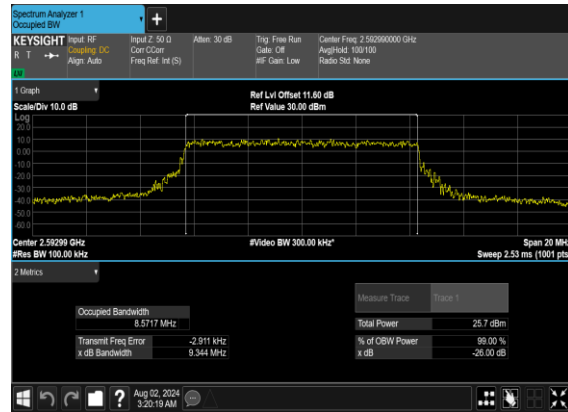 Spectrum Analyzer 1
Occupied BW
+
KEYSIGHT Input: RF Input Z: 50 Ω Atten: 30 dB Trig: Free Run Center Freq: 2.592990000 GHz
R T Coupling: DC Corr CCorr Gate: Off Avg|Hold: 100/100
Align: Auto Freq Ref: Int (S) #IF Gain: Low Radio Std: None
LU
1 Graph
Ref Lvl Offset 11.60 dB
Scale/Div 10.0 dB Ref Value 30.00 dBm
Log
20.0
10.0
0.00
-10.0
-20.0
-30.0
-40.0
-50.0
-60.0
Center 2.59299 GHz #Video BW 300.00 kHz* Span 20 MHz
#Res BW 100.00 kHz Sweep 2.53 ms (1001 pts
2 Metrics
Measure Trace Trace 1
Occupied Bandwidth
8.5717 MHz Total Power 25.7 dBm
Transmit Freq Error -2.911 kHz % of OBW Power 99.00 %
x dB Bandwidth 9.344 MHz x dB -26.00 dB
? Aug 02, 2024
3:20:19 AM